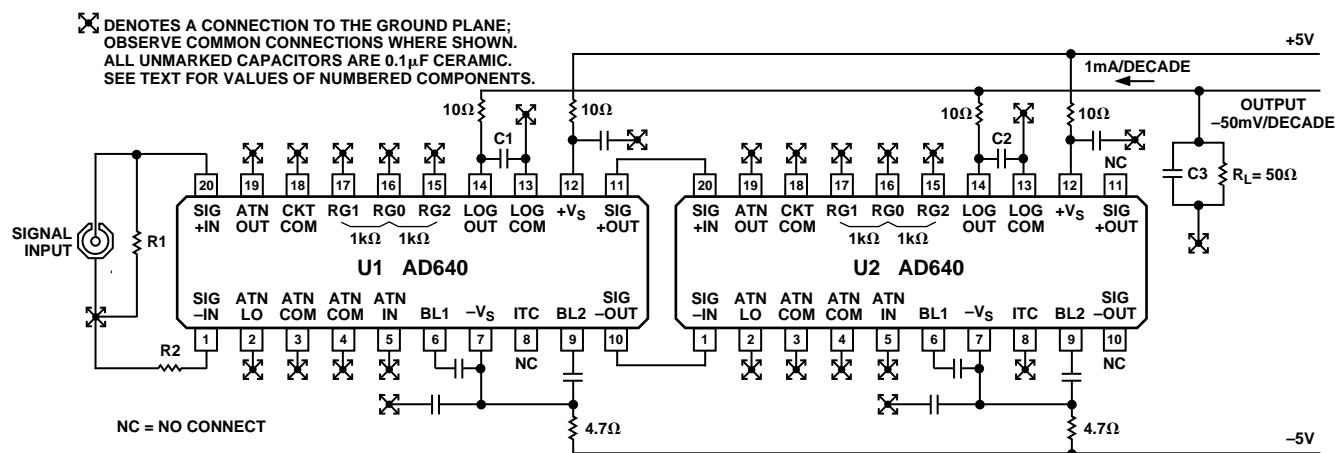 DENOTES A CONNECTION TO THE GROUND PLANE;
OBSERVE COMMON CONNECTIONS WHERE SHOWN.
ALL UNMARKED CAPACITORS ARE 0.1µF CERAMIC.
SEE TEXT FOR VALUES OF NUMBERED COMPONENTS.
+5V
1mA/DECADE
OUTPUT
–50mV/DECADE
10Ω
10Ω
10Ω
10Ω
C1
C2
NC
C3
RL = 50Ω
20 19 18 17 16 15 14 13 12 11
20 19 18 17 16 15 14 13 12 11
SIG +IN
ATN OUT
CKT COM
RG1
RG0
RG2
LOG OUT
LOG COM
+VS
SIG +OUT
SIG +IN
ATN OUT
CKT COM
RG1
RG0
RG2
LOG OUT
LOG COM
+VS
SIG +OUT
1kΩ 1kΩ
1kΩ 1kΩ
SIGNAL INPUT
R1
U1 AD640
U2 AD640
SIG –IN
ATN LO
ATN COM
ATN COM
ATN IN
BL1
–VS
ITC
BL2
SIG –OUT
SIG –IN
ATN LO
ATN COM
ATN COM
ATN IN
BL1
–VS
ITC
BL2
SIG –OUT
1 2 3 4 5 6 7 8 9 10
1 2 3 4 5 6 7 8 9 10
R2
NC
NC
NC = NO CONNECT
4.7Ω
4.7Ω
–5V